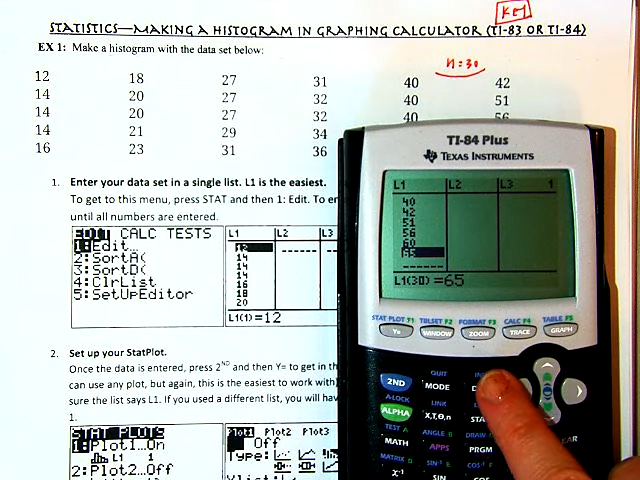 KEY
STATISTICS—MAKING A HISTOGRAM IN GRAPHING CALCULATOR (TI-83 OR TI-84)
EX 1: Make a histogram with the data set below:
n=30
12 18 27 31 40 42
14 20 27 32 40 51
14 20 27 32 40 56
14 21 29 34
16 23 31 36
1. Enter your data set in a single list. L1 is the easiest.
To get to this menu, press STAT and then 1: Edit. To
until all numbers are entered.
EDIT CALC TESTS
1:Edit…
2:SortA(
3:SortD(
4:ClrList
5:SetUpEditor
L1 L2 L3
12
14
14
14
16
18
20
L1(1)=12
2. Set up your StatPlot.
Once the data is entered, press 2ND and then Y= to get in
can use any plot, but again, this is the easiest to work with
sure the list says L1. If you used a different list, you will
1.
STAT PLOTS
1:Plot1…On
L1 1
2:Plot2…Off
Plot1 Plot2 Plot3
Off
Type:
TI-84 Plus
TEXAS INSTRUMENTS
L1 L2 L3 1
40
42
51
56
60
65
L1(30)=65
STAT PLOT F1 TBLSET F2 FORMAT F3 CALC F4 TABLE F5
Y= WINDOW ZOOM TRACE GRAPH
QUIT
2ND MODE
A-LOCK LINK
ALPHA X,T,Θ,n
TEST A ANGLE B DRAW
MATH APPS PRGM
MATRIX D SIN⁻¹ E COS⁻¹
X⁻¹ SIN